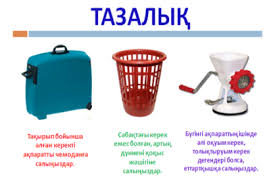 ТАЗАЛЫҚ
Тақырып бойынша
алған керекті
ақпаратты чемоданға
салыңыздар.
Сабақтағы керек
емес болған, артық
дүниені қоқыс
жәшігіне
салыңыздар.
Бүгінгі ақпараттың ішінде
әлі оқуым керек,
толықтыруым керек
дегендері болса,
еттартқышқа салыңыздар.